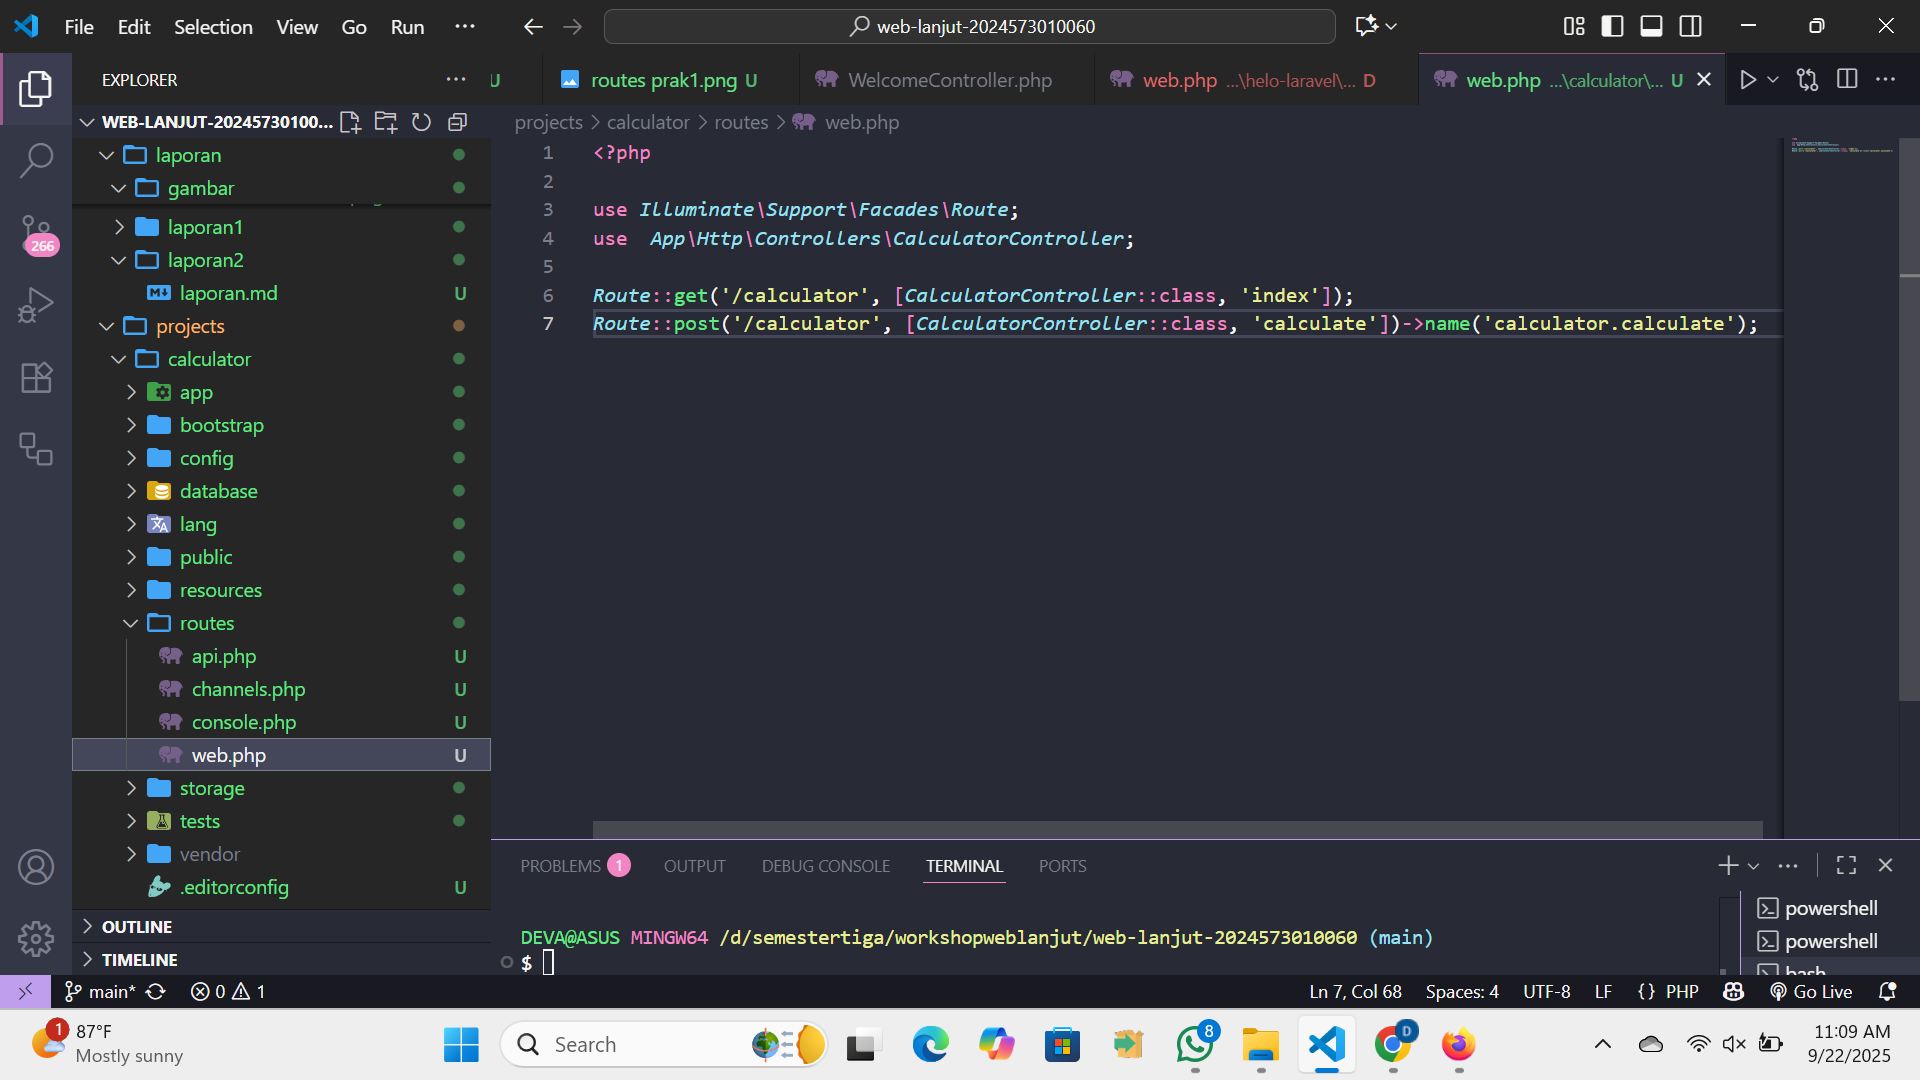 File Edit Selection View Go Run ···
web-lanjut-2024573010060
EXPLORER
U
routes prak1.png U
WelcomeController.php
web.php ...\helo-laravel\... D
web.php ...\calculator\... U
WEB-LANJUT-20245730100...
projects > calculator > routes > web.php
laporan
gambar
laporan1
laporan2
laporan.md U
projects
calculator
app
bootstrap
config
database
lang
public
resources
routes
api.php U
channels.php U
console.php U
web.php U
storage
tests
vendor
.editorconfig U
OUTLINE
TIMELINE
266
1 <?php
2
3 use Illuminate\Support\Facades\Route;
4 use  App\Http\Controllers\CalculatorController;
5
6 Route::get('/calculator', [CalculatorController::class, 'index']);
7 Route::post('/calculator', [CalculatorController::class, 'calculate'])->name('calculator.calculate');
PROBLEMS 1 OUTPUT DEBUG CONSOLE TERMINAL PORTS
DEVA@ASUS MINGW64 /d/semestertiga/workshopweblanjut/web-lanjut-2024573010060 (main)
$
powershell
powershell
bash
main* 0 1
Ln 7, Col 68 Spaces: 4 UTF-8 LF {} PHP Go Live
1
87°F
Mostly sunny
Search
8
D
11:09 AM
9/22/2025